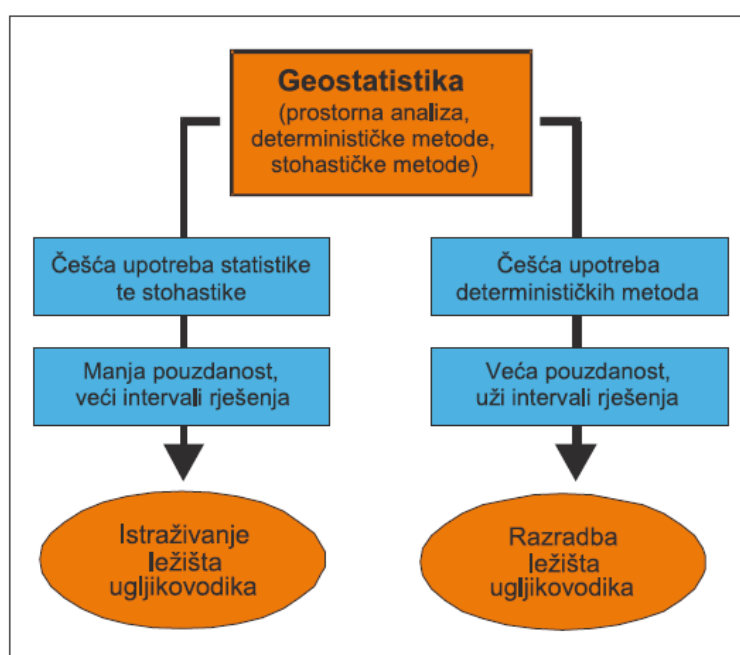 Geostatistika
(prostorna analiza,
determinističke metode,
stohastičke metode)
Češća upotreba statistike
te stohastike
Manja pouzdanost,
veći intervali rješenja
Istraživanje
ležišta
ugljikovodika
Češća upotreba
determinističkih metoda
Veća pouzdanost,
uži intervali rješenja
Razradba
ležišta
ugljikovodika